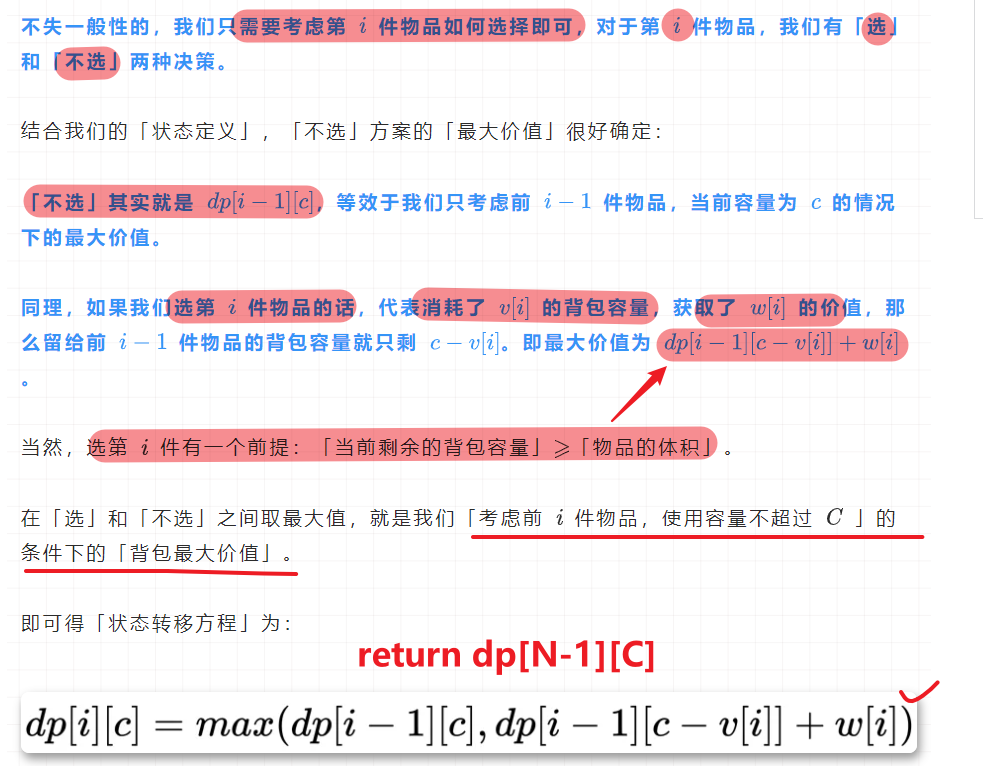 不失一般性的，我们只需要考虑第 i 件物品如何选择即可，对于第 i 件物品，我们有「选」
和「不选」两种决策。
结合我们的「状态定义」，「不选」方案的「最大价值」很好确定：
「不选」其实就是 dp[i − 1][c]，等效于我们只考虑前 i − 1 件物品，当前容量为 c 的情况
下的最大价值。
同理，如果我们选第 i 件物品的话，代表消耗了 v[i] 的背包容量，获取了 w[i] 的价值，那
么留给前 i − 1 件物品的背包容量就只剩 c − v[i]。即最大价值为 dp[i − 1][c − v[i]] + w[i]
。
当然，选第 i 件有一个前提：「当前剩余的背包容量」⩾「物品的体积」。
在「选」和「不选」之间取最大值，就是我们「考虑前 i 件物品，使用容量不超过 C 」的
条件下的「背包最大价值」。
即可得「状态转移方程」为：
return dp[N-1][C]
dp[i][c] = max(dp[i − 1][c], dp[i − 1][c − v[i]] + w[i])